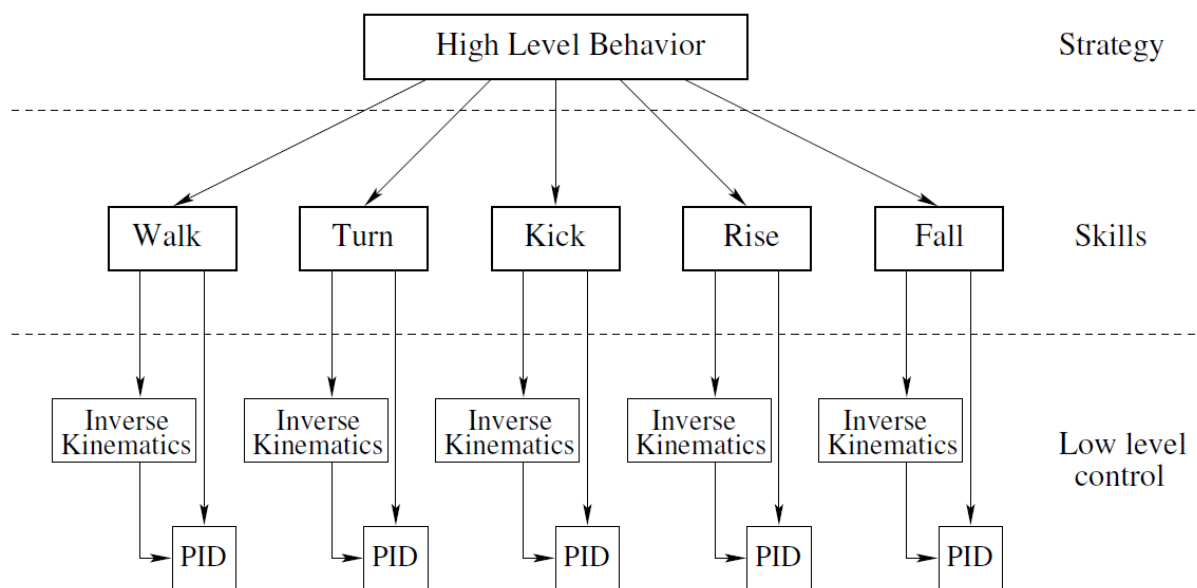 High Level Behavior
Strategy
Walk
Turn
Kick
Rise
Fall
Skills
Inverse
Kinematics
Inverse
Kinematics
Inverse
Kinematics
Inverse
Kinematics
Inverse
Kinematics
Low level
control
PID
PID
PID
PID
PID